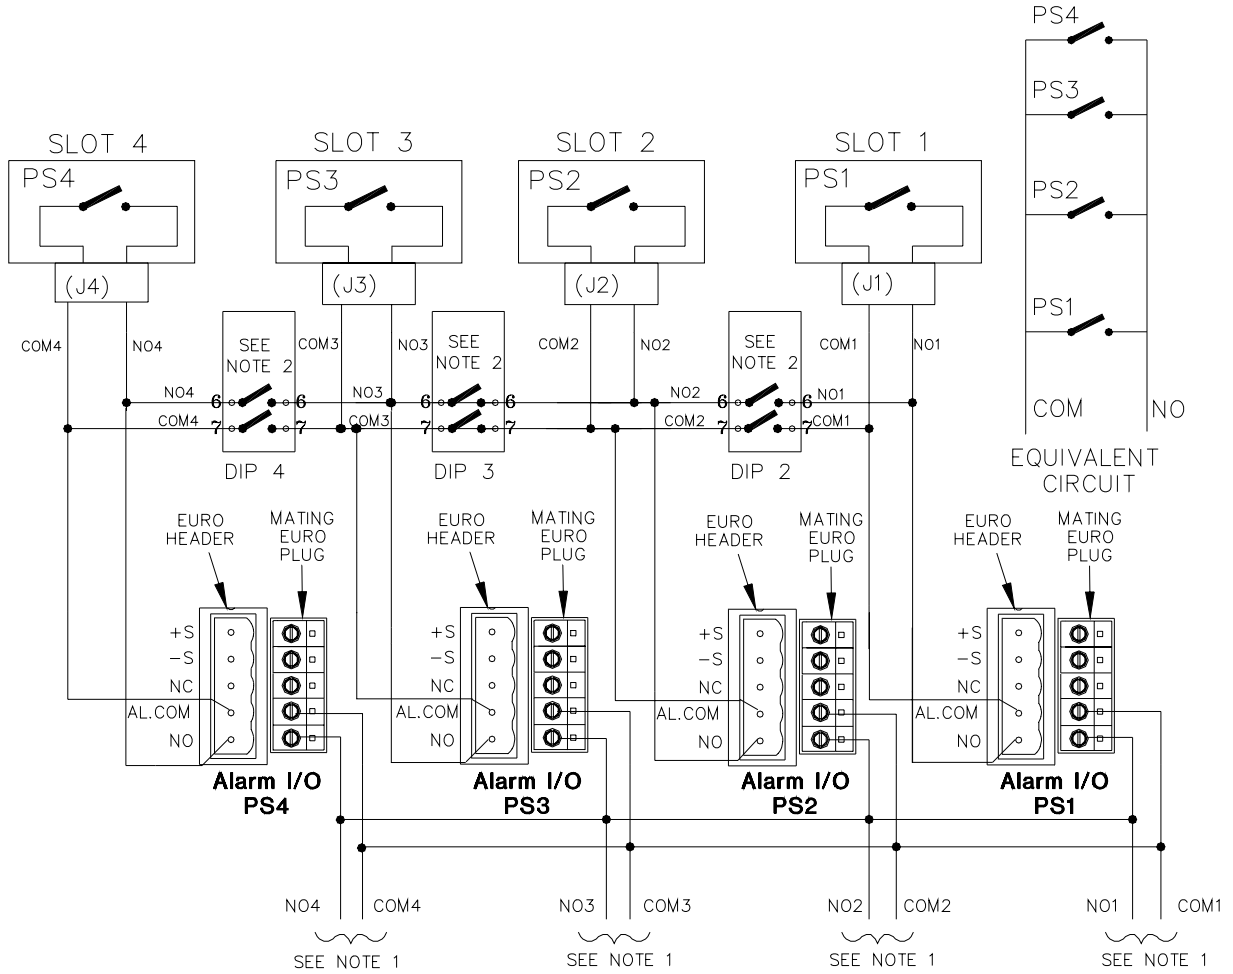 PS4
PS3
PS2
PS1
COM NO
EQUIVALENT
CIRCUIT
SLOT 4 SLOT 3 SLOT 2 SLOT 1
PS4 PS3 PS2 PS1
(J4) (J3) (J2) (J1)
COM4 NO4 COM3 NO3 COM2 NO2 COM1 NO1
SEE
NOTE 2
SEE
NOTE 2
SEE
NOTE 2
NO4 6 6 NO3 6 6 NO2 6 6 NO1
COM4 7 7 COM3 7 7 COM2 7 7 COM1
DIP 4 DIP 3 DIP 2
EURO
HEADER
MATING
EURO
PLUG
EURO
HEADER
MATING
EURO
PLUG
EURO
HEADER
MATING
EURO
PLUG
EURO
HEADER
MATING
EURO
PLUG
+S +S +S +S
-S -S -S -S
NC NC NC NC
AL.COM AL.COM AL.COM AL.COM
NO NO NO NO
Alarm I/O
PS4
Alarm I/O
PS3
Alarm I/O
PS2
Alarm I/O
PS1
NO4 COM4 NO3 COM3 NO2 COM2 NO1 COM1
SEE NOTE 1 SEE NOTE 1 SEE NOTE 1 SEE NOTE 1